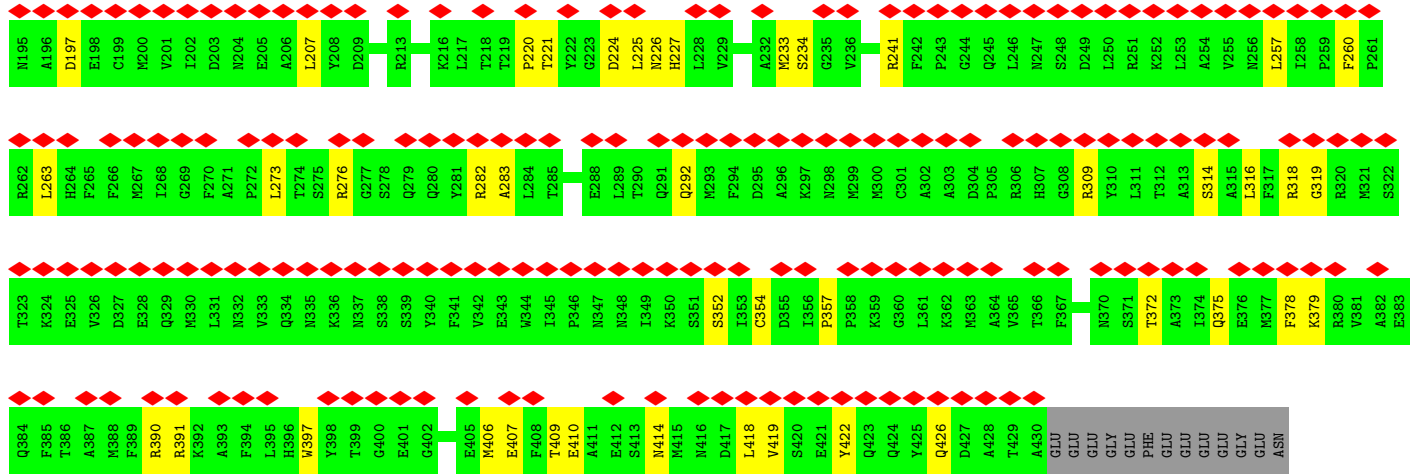 N195 A196 D197 E198 C199 M200 V201 I202 D203 N204 E205 A206 L207 Y208 D209 R213 K216 L217 T218 T219 P220 T221 Y222 G223 D224 L225 N226 H227 L228 V229 A232 M233 S234 G235 V236 R241 F242 P243 G244 Q245 L246 N247 S248 D249 L250 R251 K252 L253 A254 V255 N256 L257 I258 P259 F260 P261
R262 L263 H264 F265 F266 M267 I268 G269 F270 A271 P272 L273 T274 S275 R276 G277 S278 Q279 Q280 Y281 R282 A283 L284 T285 E288 L289 T290 Q291 Q292 M293 F294 D295 A296 K297 N298 M299 M300 C301 A302 A303 D304 P305 R306 H307 G308 R309 Y310 L311 T312 A313 S314 A315 L316 F317 R318 G319 R320 M321 S322
T323 K324 E325 V326 D327 E328 Q329 M330 L331 N332 V333 Q334 N335 K336 N337 S338 S339 Y340 F341 V342 E343 W344 I345 P346 N347 N348 I349 K350 S351 S352 I353 C354 D355 I356 P357 P358 K359 G360 L361 K362 M363 A364 V365 T366 F367 N370 S371 T372 A373 I374 Q375 E376 M377 F378 K379 R380 V381 A382 E383
Q384 F385 T386 A387 M388 F389 R390 R391 K392 A393 F394 L395 H396 W397 Y398 T399 G400 E401 G402 E405 M406 E407 F408 T409 E410 A411 E412 S413 N414 M415 N416 D417 L418 V419 S420 E421 Y422 Q423 Q424 Y425 Q426 D427 A428 T429 A430 GLU GLU GLU GLY GLU PHE GLU GLU GLU GLU GLY GLU ASN